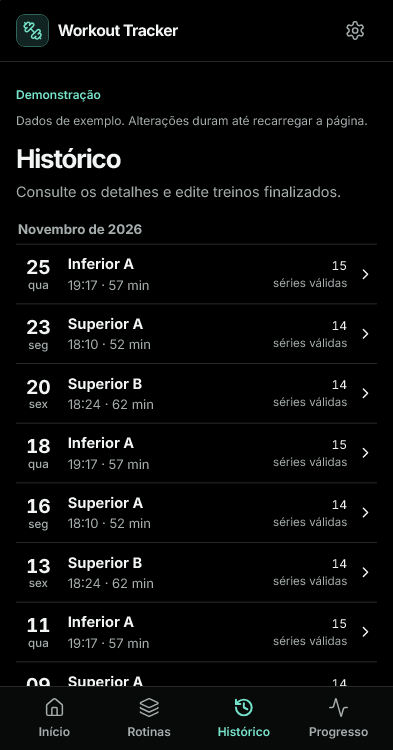 Workout Tracker
Demonstração
Dados de exemplo. Alterações duram até recarregar a página.
Histórico
Consulte os detalhes e edite treinos finalizados.
Novembro de 2026
25 Inferior A 15
qua 19:17 · 57 min séries válidas
23 Superior A 14
seg 18:10 · 52 min séries válidas
20 Superior B 14
sex 18:24 · 62 min séries válidas
18 Inferior A 15
qua 19:17 · 57 min séries válidas
16 Superior A 14
seg 18:10 · 52 min séries válidas
13 Superior B 14
sex 18:24 · 62 min séries válidas
11 Inferior A 15
qua 19:17 · 57 min séries válidas
09 Superior A 14
Início Rotinas Histórico Progresso